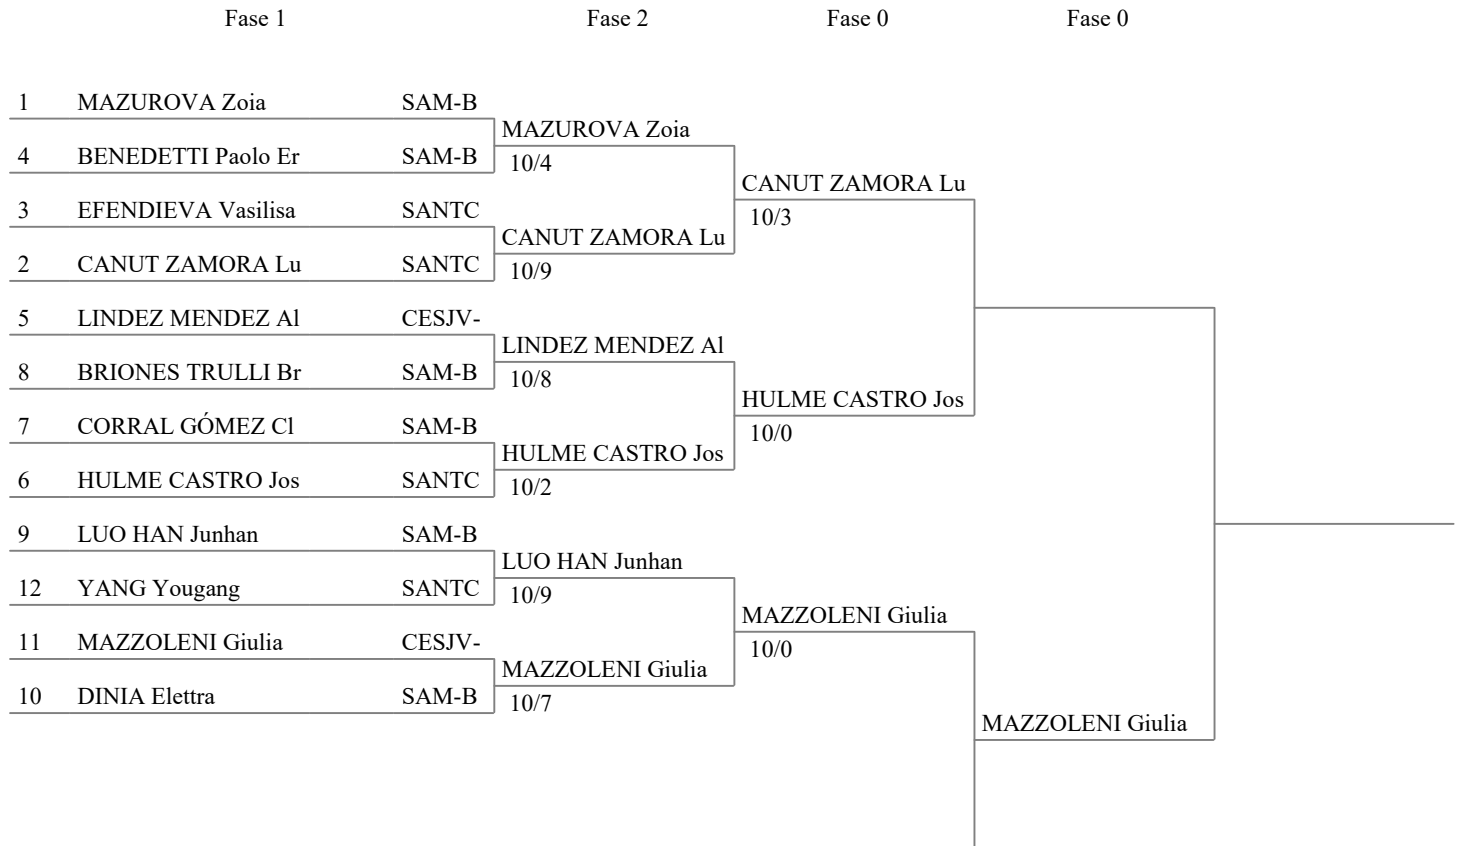 Fase 1 Fase 2 Fase 0 Fase 0
1 MAZUROVA Zoia SAM-B
MAZUROVA Zoia
4 BENEDETTI Paolo Er SAM-B
10/4
CANUT ZAMORA Lu
3 EFENDIEVA Vasilisa SANTC
10/3
CANUT ZAMORA Lu
2 CANUT ZAMORA Lu SANTC
10/9
5 LINDEZ MENDEZ Al CESJV-
LINDEZ MENDEZ Al
8 BRIONES TRULLI Br SAM-B
10/8
HULME CASTRO Jos
7 CORRAL GÓMEZ Cl SAM-B
10/0
HULME CASTRO Jos
6 HULME CASTRO Jos SANTC
10/2
9 LUO HAN Junhan SAM-B
LUO HAN Junhan
12 YANG Yougang SANTC
10/9
MAZZOLENI Giulia
11 MAZZOLENI Giulia CESJV-
10/0
MAZZOLENI Giulia
10 DINIA Elettra SAM-B
10/7
MAZZOLENI Giulia